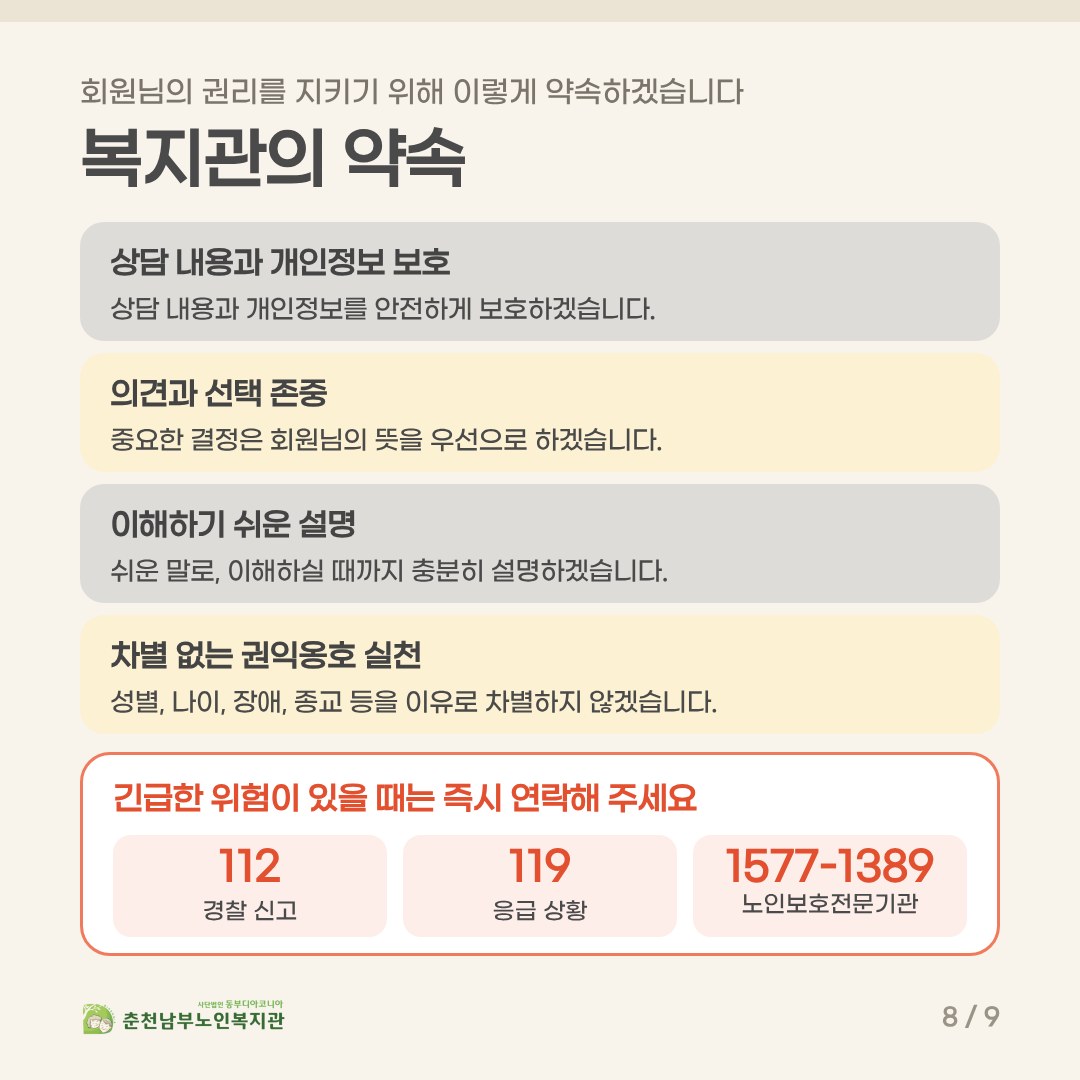 회원님의 권리를 지키기 위해 이렇게 약속하겠습니다
복지관의 약속
상담 내용과 개인정보 보호
상담 내용과 개인정보를 안전하게 보호하겠습니다.
의견과 선택 존중
중요한 결정은 회원님의 뜻을 우선으로 하겠습니다.
이해하기 쉬운 설명
쉬운 말로, 이해하실 때까지 충분히 설명하겠습니다.
차별 없는 권익옹호 실천
성별, 나이, 장애, 종교 등을 이유로 차별하지 않겠습니다.
긴급한 위험이 있을 때는 즉시 연락해 주세요
112
경찰 신고
119
응급 상황
1577-1389
노인보호전문기관
사단법인 동부디아코니아
춘천남부노인복지관
8 / 9